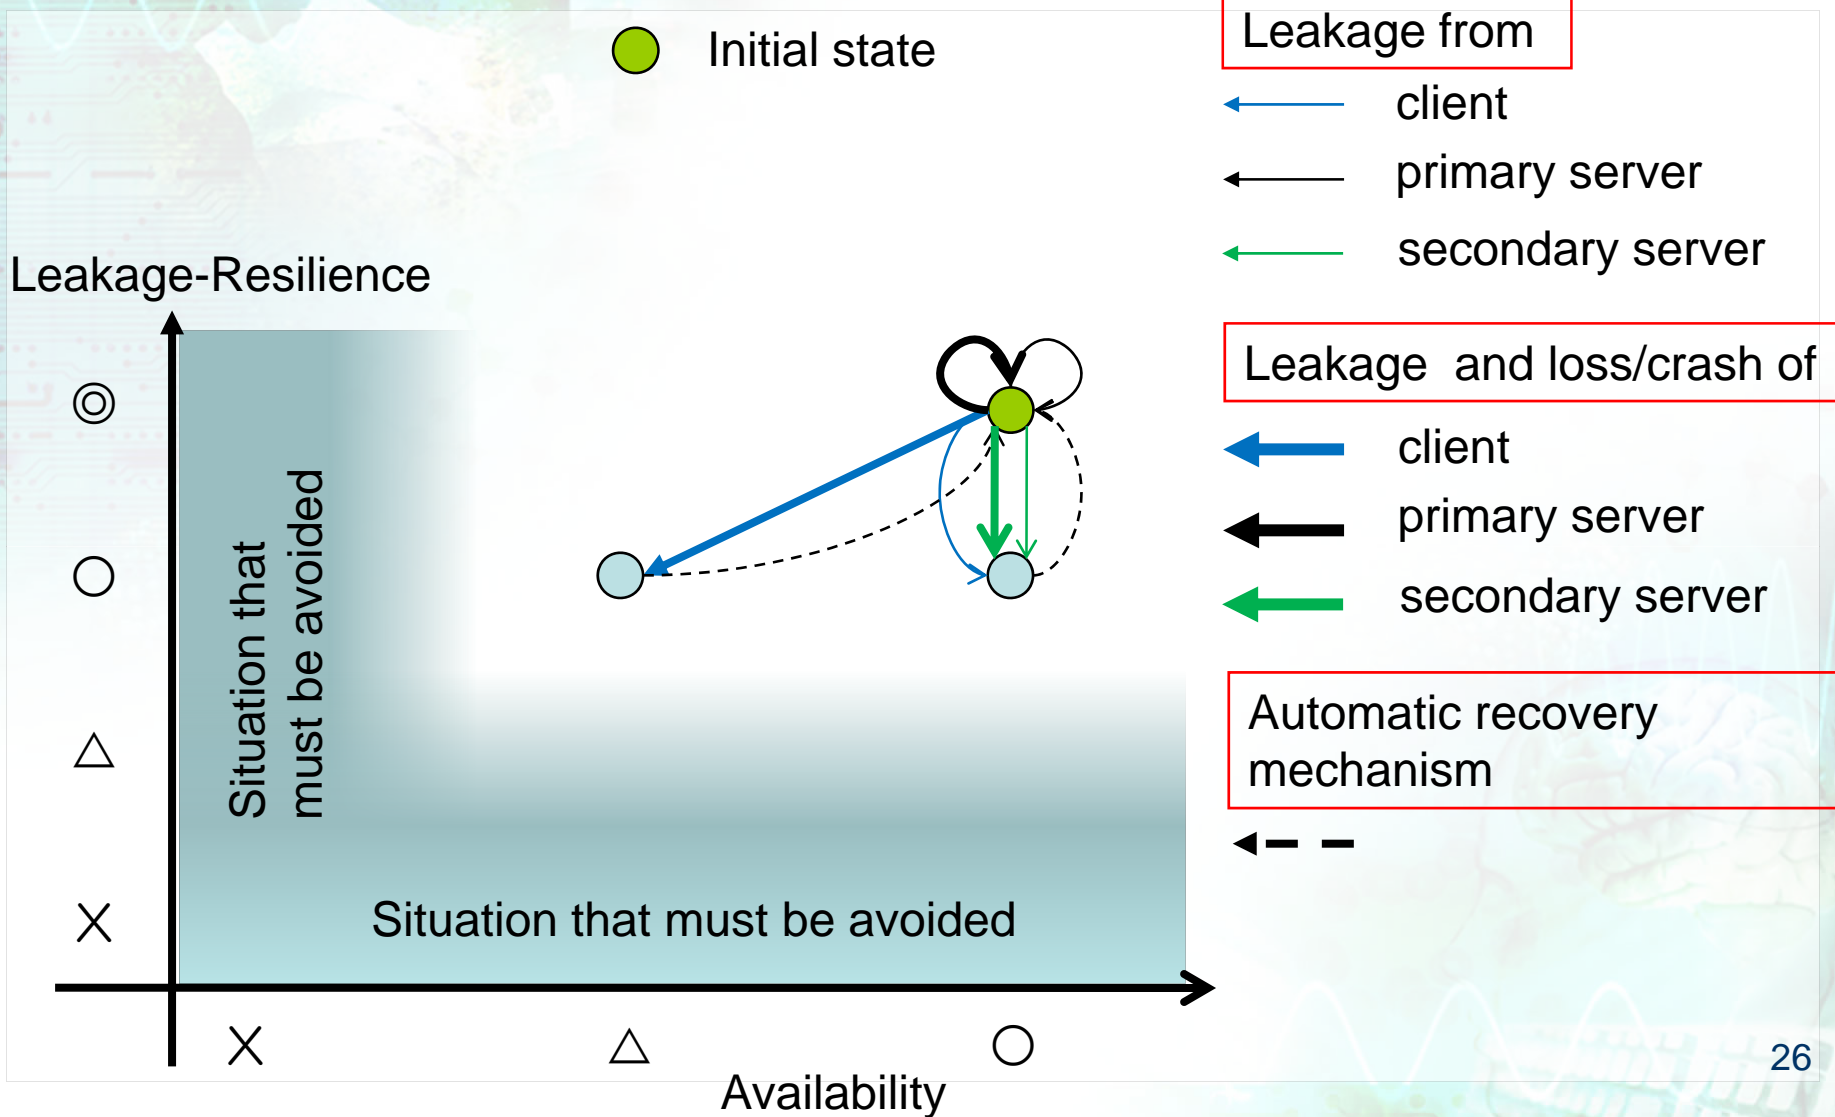 Initial state
Leakage from
client
primary server
secondary server
Leakage-Resilience
Leakage and loss/crash of
client
primary server
secondary server
Automatic recovery
mechanism
Situation that
must be avoided
Situation that must be avoided
Availability
26